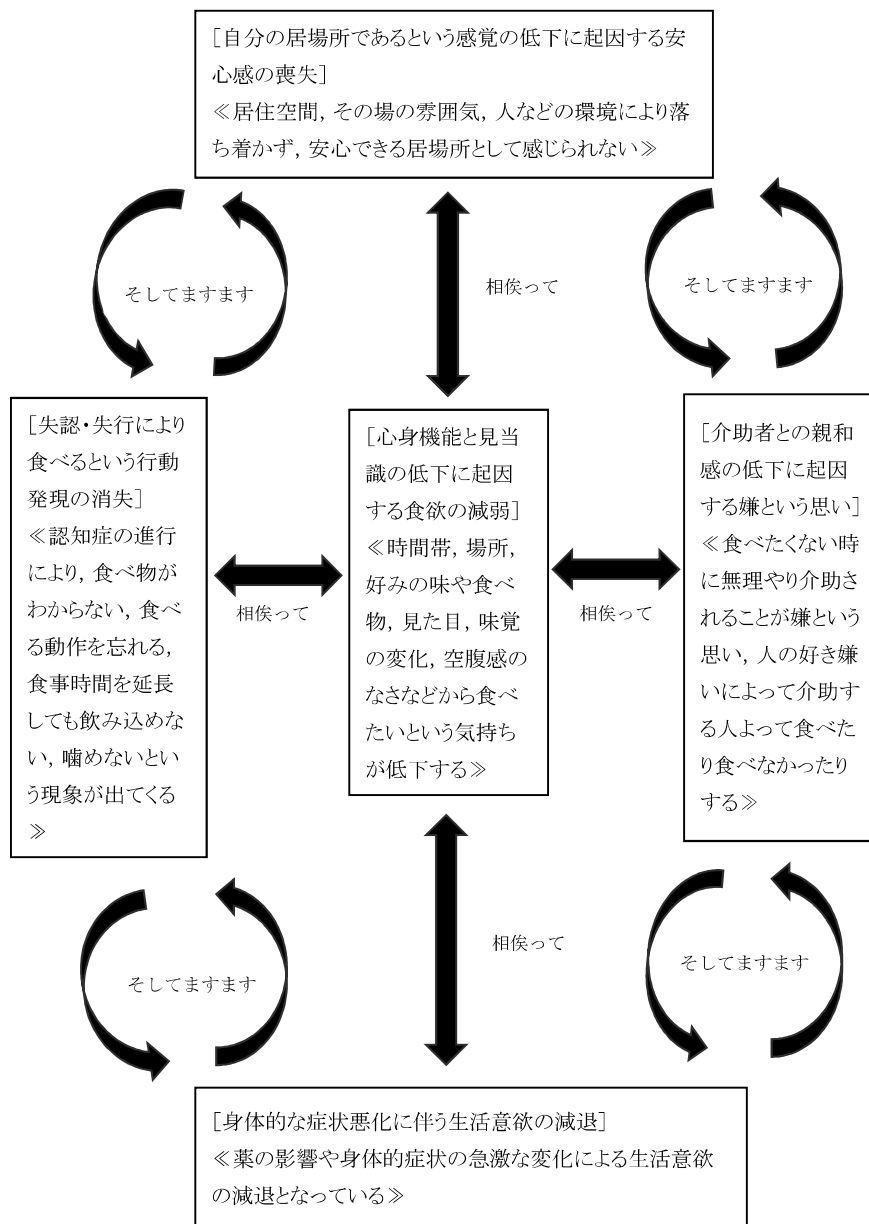 [自分の居場所であるという感覚の低下に起因する安
心感の喪失]
≪居住空間, その場の雰囲気, 人などの環境により落
ち着かず, 安心できる居場所として感じられない≫
そしてますます
相俟って
そしてますます
[失認・失行により
食べるという行動
発現の消失]
≪認知症の進行
により, 食べ物が
わからない, 食べ
る動作を忘れる,
食事時間を延長
しても飲み込めな
い, 噛めないとい
う現象が出てくる
≫
相俟って
[心身機能と見当
識の低下に起因
する食欲の減弱]
≪時間帯, 場所,
好みの味や食べ
物, 見た目, 味覚
の変化, 空腹感の
なさなどから食べ
たいという気持ち
が低下する≫
相俟って
[介助者との親和
感の低下に起因
する嫌という思い]
≪食べたくない時
に無理やり介助さ
れることが嫌という
思い, 人の好き嫌
いによって介助す
る人よって食べた
り食べなかったり
する≫
そしてますます
相俟って
そしてますます
[身体的な症状悪化に伴う生活意欲の減退]
≪薬の影響や身体的症状の急激な変化による生活意欲
の減退となっている≫